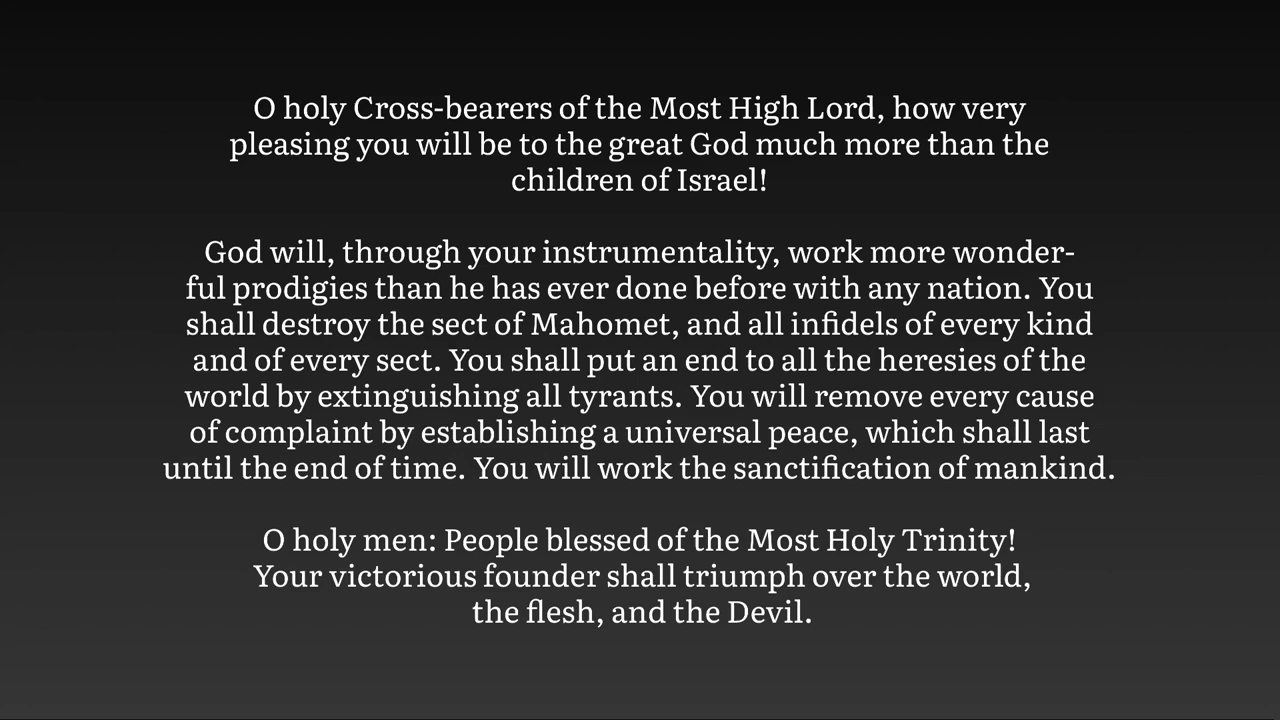 O holy Cross-bearers of the Most High Lord, how very
pleasing you will be to the great God much more than the
children of Israel!
God will, through your instrumentality, work more wonder-
ful prodigies than he has ever done before with any nation. You
shall destroy the sect of Mahomet, and all infidels of every kind
and of every sect. You shall put an end to all the heresies of the
world by extinguishing all tyrants. You will remove every cause
of complaint by establishing a universal peace, which shall last
until the end of time. You will work the sanctification of mankind.
O holy men: People blessed of the Most Holy Trinity!
Your victorious founder shall triumph over the world,
the flesh, and the Devil.